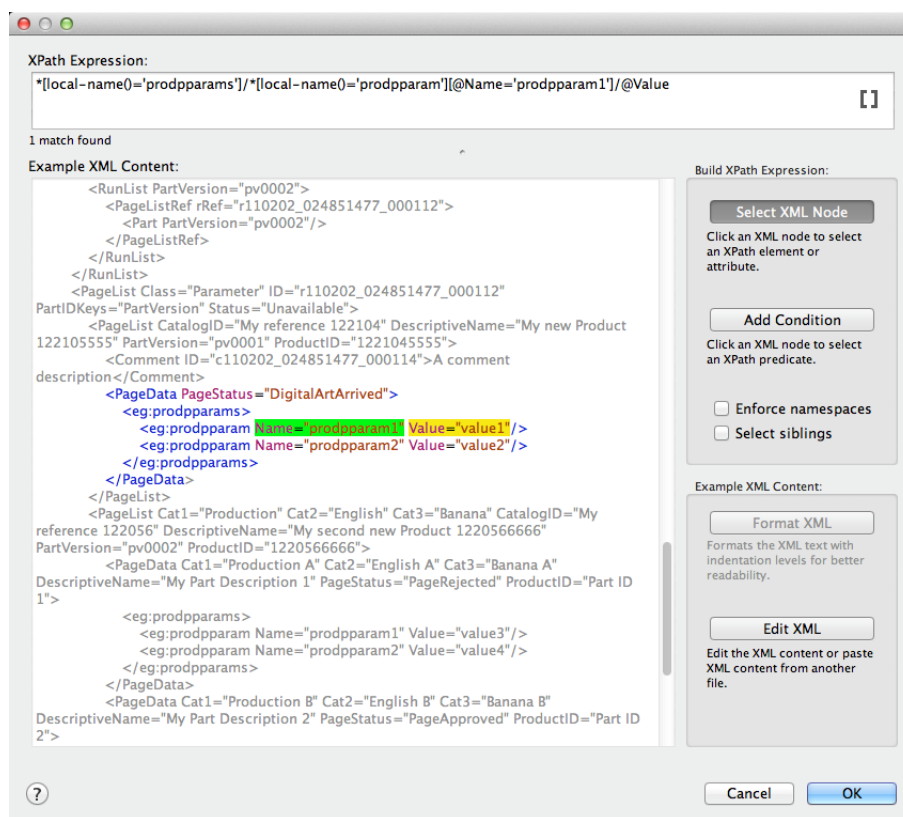 XPath Expression:
*[local-name()='prodpparams']/*[local-name()='prodpparam'][@Name='prodpparam1']/@Value
[]
1 match found
Example XML Content:
<RunList PartVersion="pv0002">
<PageListRef rRef="r110202_024851477_000112">
<Part PartVersion="pv0002"/>
</PageListRef>
</RunList>
</RunList>
<PageList Class="Parameter" ID="r110202_024851477_000112"
PartIDKeys="PartVersion" Status="Unavailable">
<PageList CatalogID="My reference 122104" DescriptiveName="My new Product
122105555" PartVersion="pv0001" ProductID="1221045555">
<Comment ID="c110202_024851477_000114">A comment
description</Comment>
<PageData PageStatus="DigitalArtArrived">
<eg:prodpparams>
<eg:prodpparam Name="prodpparam1" Value="value1"/>
<eg:prodpparam Name="prodpparam2" Value="value2"/>
</eg:prodpparams>
</PageData>
</PageList>
<PageList Cat1="Production" Cat2="English" Cat3="Banana" CatalogID="My
reference 122056" DescriptiveName="My second new Product 1220566666"
PartVersion="pv0002" ProductID="1220566666">
<PageData Cat1="Production A" Cat2="English A" Cat3="Banana A"
DescriptiveName="My Part Description 1" PageStatus="PageRejected" ProductID="Part ID
1">
<eg:prodpparams>
<eg:prodpparam Name="prodpparam1" Value="value3"/>
<eg:prodpparam Name="prodpparam2" Value="value4"/>
</eg:prodpparams>
</PageData>
<PageData Cat1="Production B" Cat2="English B" Cat3="Banana B"
DescriptiveName="My Part Description 2" PageStatus="PageApproved" ProductID="Part ID
2">
Build XPath Expression:
Select XML Node
Click an XML node to select
an XPath element or
attribute.
Add Condition
Click an XML node to select
an XPath predicate.
Enforce namespaces
Select siblings
Example XML Content:
Format XML
Formats the XML text with
indentation levels for better
readability.
Edit XML
Edit the XML content or paste
XML content from another
file.
?
Cancel
OK